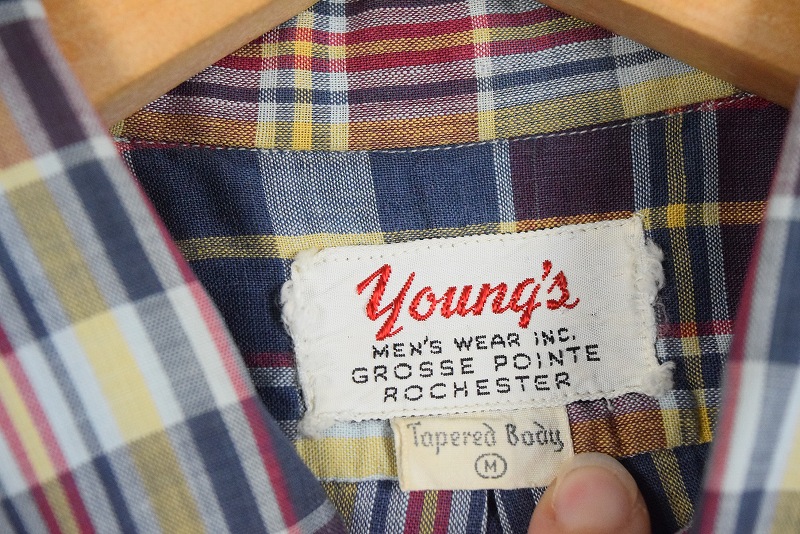 Young's
MEN'S WEAR INC.
GROSSE POINTE
ROCHESTER
Tapered Body
M